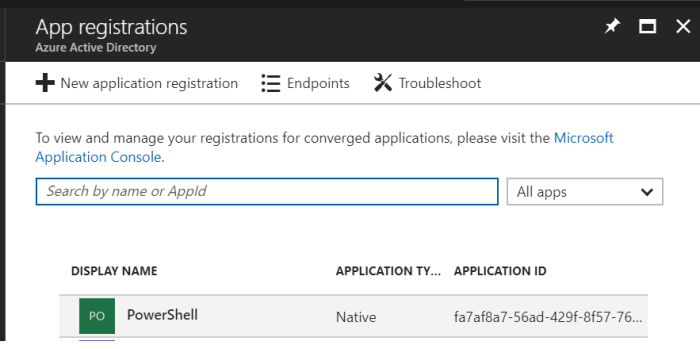 App registrations
Azure Active Directory
New application registration Endpoints Troubleshoot
To view and manage your registrations for converged applications, please visit the Microsoft
Application Console.
Search by name or AppId All apps
DISPLAY NAME APPLICATION TY... APPLICATION ID
PO PowerShell Native fa7af8a7-56ad-429f-8f57-76...